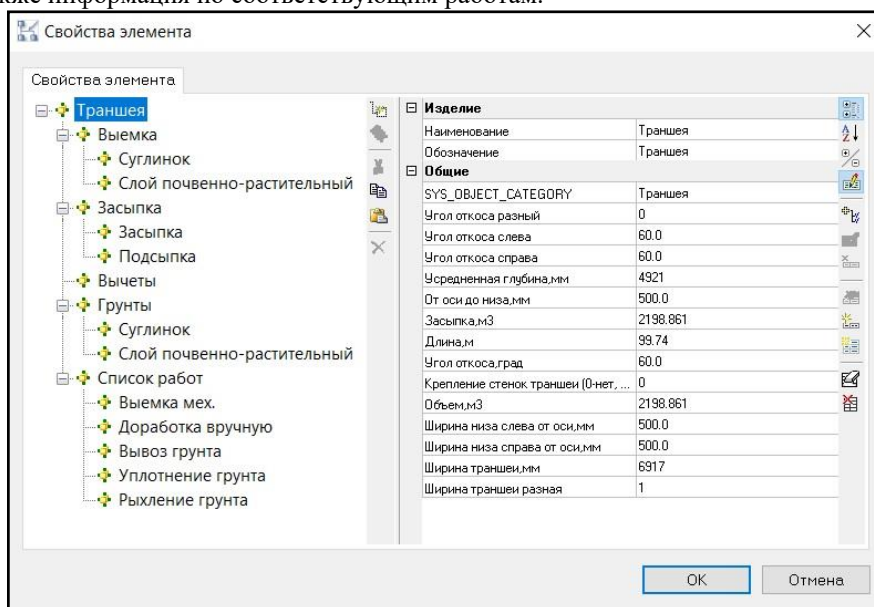 кже информация по соответствующим работам.
Свойства элемента
Свойства элемента
Траншея
Выемка
Суглинок
Слой почвенно-растительный
Засыпка
Засыпка
Подсыпка
Вычеты
Грунты
Суглинок
Слой почвенно-растительный
Список работ
Выемка мех.
Доработка вручную
Вывоз грунта
Уплотнение грунта
Рыхление грунта
Изделие
Наименование Траншея
Обозначение Траншея
Общие
SYS_OBJECT_CATEGORY Траншея
Угол откоса разный 0
Угол откоса слева 60.0
Угол откоса справа 60.0
Усредненная глубина,мм 4921
От оси до низа,мм 500.0
Засыпка,м3 2198.861
Длина,м 99.74
Угол откоса,град 60.0
Крепление стенок траншеи (0-нет, ... 0
Объем,м3 2198.861
Ширина низа слева от оси,мм 500.0
Ширина низа справа от оси,мм 500.0
Ширина траншеи,мм 6917
Ширина траншеи разная 1
OK Отмена